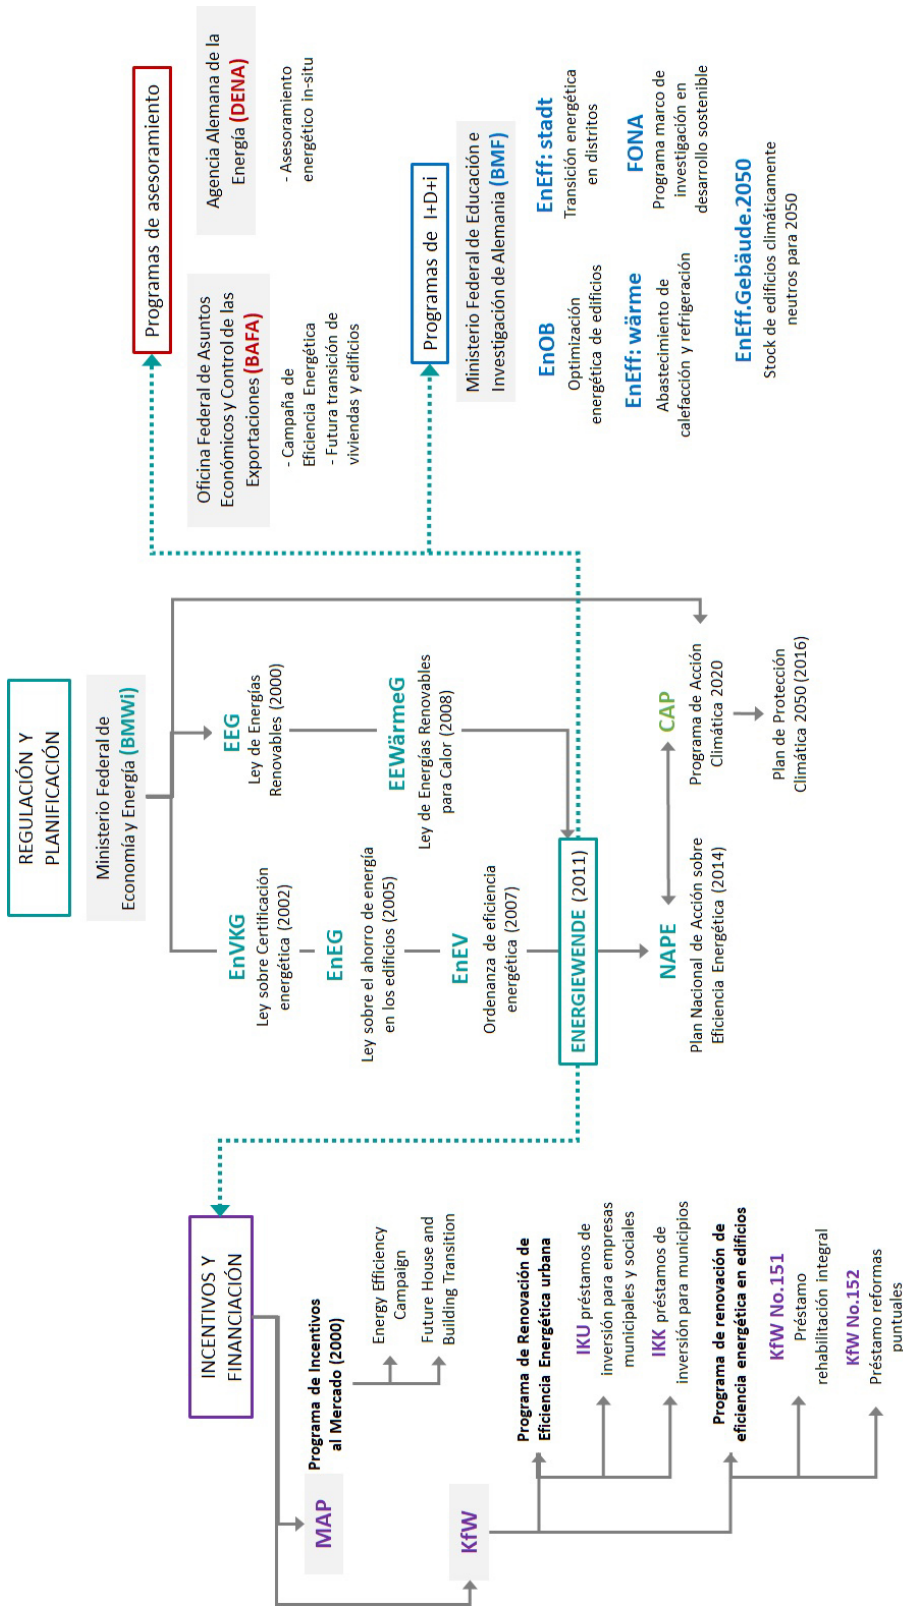 INCENTIVOS Y
FINANCIACIÓN
MAP
Programa de Incentivos
al Mercado (2000)
Energy Efficiency
Campaign
Future House and
Building Transition
KfW
Programa de Renovación de
Eficiencia Energética urbana
IKU préstamos de
inversión para empresas
municipales y sociales
IKK préstamos de
inversión para municipios
Programa de renovación de
eficiencia energética en edificios
KfW No.151
Préstamo
rehabilitación integral
KfW No.152
Préstamo reformas
puntuales
REGULACIÓN Y
PLANIFICACIÓN
Ministerio Federal de
Economía y Energía (BMWi)
EnVKG
Ley sobre Certificación
energética (2002)
EnEG
Ley sobre el ahorro de energía
en los edificios (2005)
EnEV
Ordenanza de eficiencia
energética (2007)
EEG
Ley de Energías
Renovables (2000)
EEWärmeG
Ley de Energías Renovables
para Calor (2008)
ENERGIEWENDE (2011)
NAPE
Plan Nacional de Acción sobre
Eficiencia Energética (2014)
CAP
Programa de Acción
Climática 2020
Plan de Protección
Climática 2050 (2016)
Programas de asesoramiento
Oficina Federal de Asuntos
Económicos y Control de las
Exportaciones (BAFA)
- Campaña de
Eficiencia Energética
- Futura transición de
viviendas y edificios
Agencia Alemana de la
Energía (DENA)
- Asesoramiento
energético in-situ
Programas de I+D+i
Ministerio Federal de Educación e
Investigación de Alemania (BMF)
EnOB
Optimización
energética de edificios
EnEff: stadt
Transición energética
en distritos
EnEff: wärme
Abastecimiento de
calefacción y refrigeración
FONA
Programa marco de
investigación en
desarrollo sostenible
EnEff.Gebäude.2050
Stock de edificios climáticamente
neutros para 2050